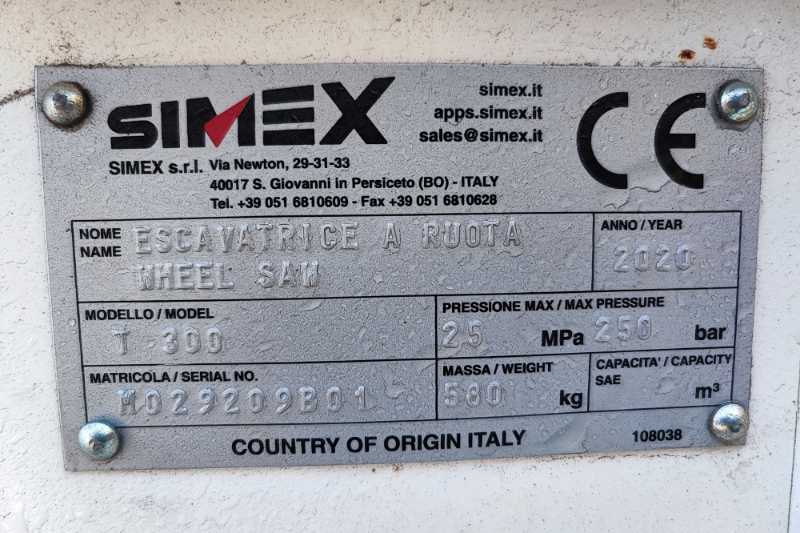 SIMEX
simex.it
apps.simex.it
sales@simex.it
CE
SIMEX s.r.l. Via Newton, 29-31-33
40017 S. Giovanni in Persiceto (BO) - ITALY
Tel. +39 051 6810609 - Fax +39 051 6810628
NOME
NAME
ESCAVATRICE A RUOTA
WHEEL SAW
ANNO / YEAR
2020
MODELLO / MODEL
T 300
PRESSIONE MAX / MAX PRESSURE
25 MPa 250 bar
MATRICOLA / SERIAL NO.
M029209B01
MASSA / WEIGHT
580 kg
CAPACITA' / CAPACITY
SAE
m³
COUNTRY OF ORIGIN ITALY
108038